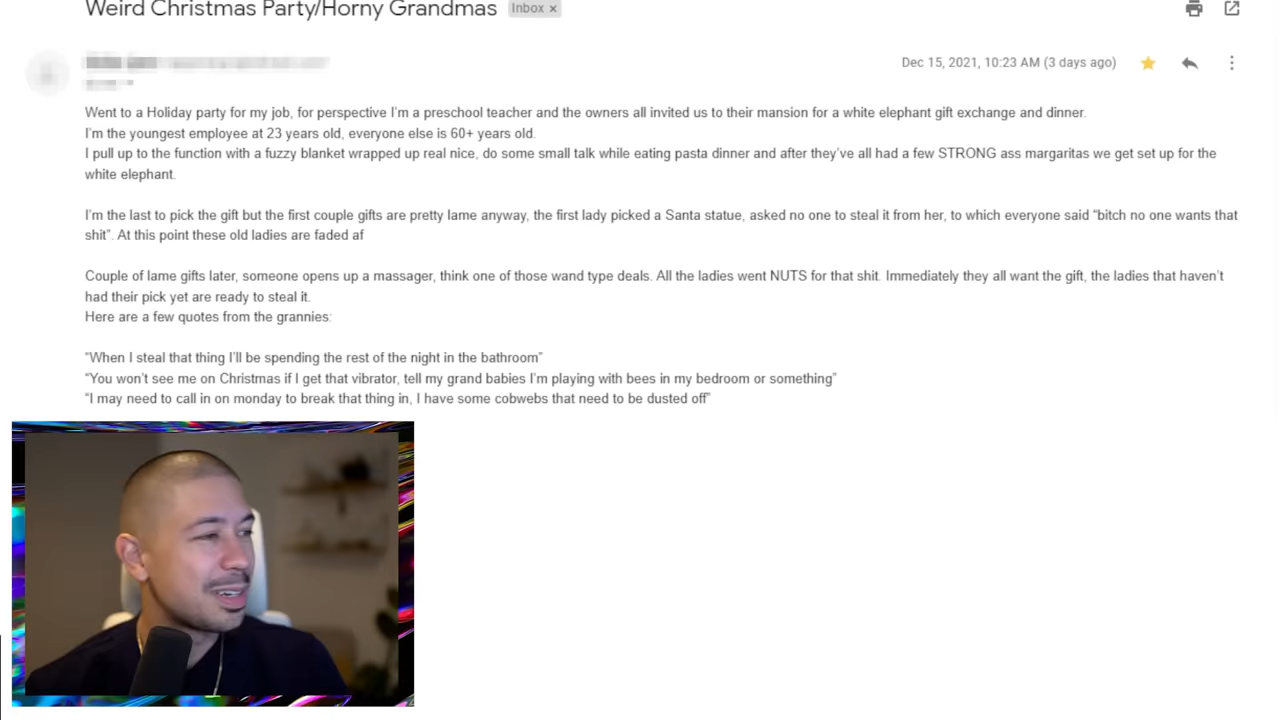 Weird Christmas Party/Horny Grandmas Inbox ×
Dec 15, 2021, 10:23 AM (3 days ago)
Went to a Holiday party for my job, for perspective I'm a preschool teacher and the owners all invited us to their mansion for a white elephant gift exchange and dinner.
I'm the youngest employee at 23 years old, everyone else is 60+ years old.
I pull up to the function with a fuzzy blanket wrapped up real nice, do some small talk while eating pasta dinner and after they've all had a few STRONG ass margaritas we get set up for the
white elephant.
I'm the last to pick the gift but the first couple gifts are pretty lame anyway, the first lady picked a Santa statue, asked no one to steal it from her, to which everyone said “bitch no one wants that
shit”. At this point these old ladies are faded af
Couple of lame gifts later, someone opens up a massager, think one of those wand type deals. All the ladies went NUTS for that shit. Immediately they all want the gift, the ladies that haven't
had their pick yet are ready to steal it.
Here are a few quotes from the grannies:
“When I steal that thing I'll be spending the rest of the night in the bathroom”
“You won't see me on Christmas if I get that vibrator, tell my grand babies I'm playing with bees in my bedroom or something”
“I may need to call in on monday to break that thing in, I have some cobwebs that need to be dusted off”